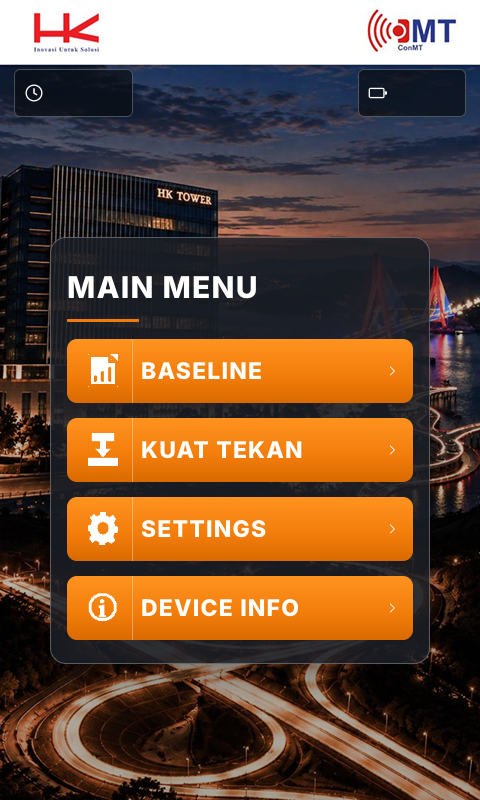 HK
Inovasi Untuk Solusi
MT
ConMT
HK TOWER
MAIN MENU
BASELINE
KUAT TEKAN
SETTINGS
DEVICE INFO